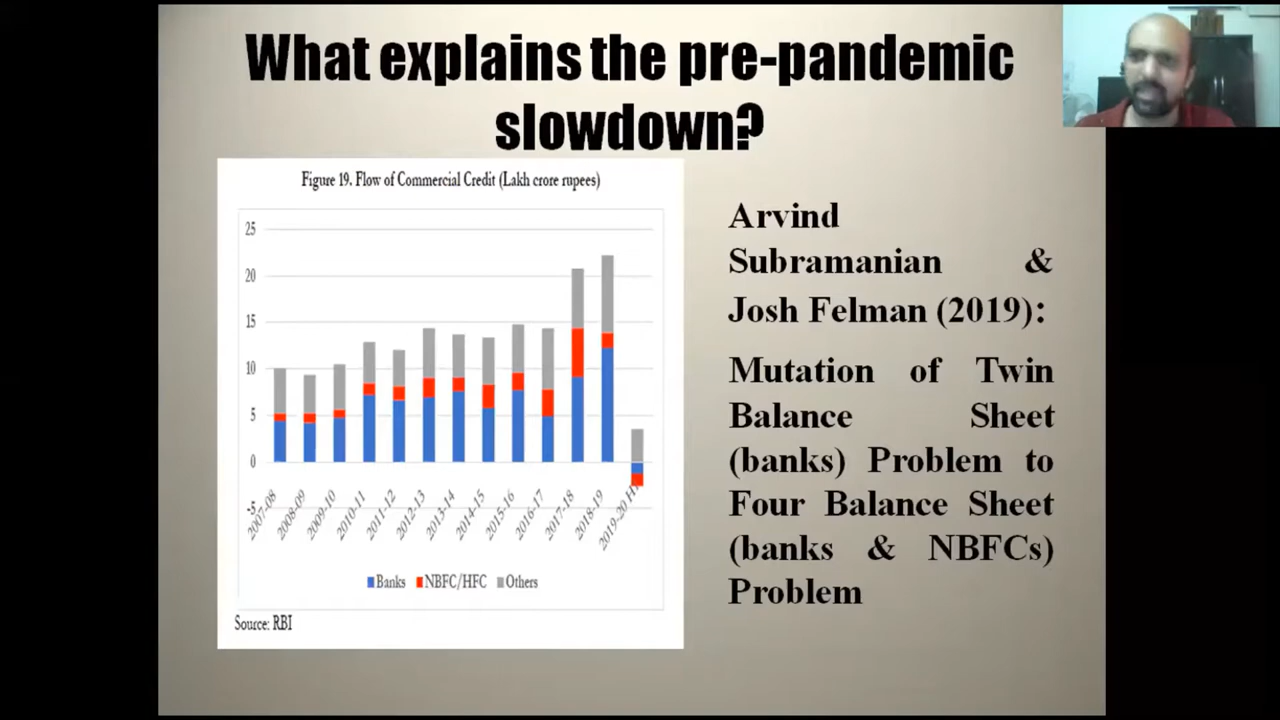 What explains the pre-pandemic
slowdown?
Figure 19. Flow of Commercial Credit (Lakh crore rupees)
25
20
15
10
5
0
-5
2007-08
2008-09
2009-10
2010-11
2011-12
2012-13
2013-14
2014-15
2015-16
2016-17
2017-18
2018-19
2019-20 H1
Banks NBFC/HFC Others
Source: RBI
Arvind
Subramanian &
Josh Felman (2019):
Mutation of Twin
Balance Sheet
(banks) Problem to
Four Balance Sheet
(banks & NBFCs)
Problem